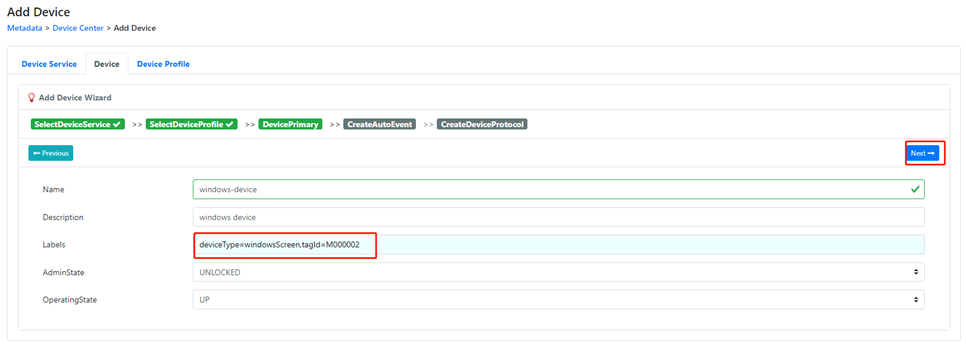 Add Device
Metadata > Device Center > Add Device
Device Service Device Device Profile
Add Device Wizard
SelectDeviceService >> SelectDeviceProfile >> DevicePrimary >> CreateAutoEvent >> CreateDeviceProtocol
Previous Next
Name windows-device
Description windows device
Labels deviceType=windowsScreen,tagId=M000002
AdminState UNLOCKED
OperatingState UP